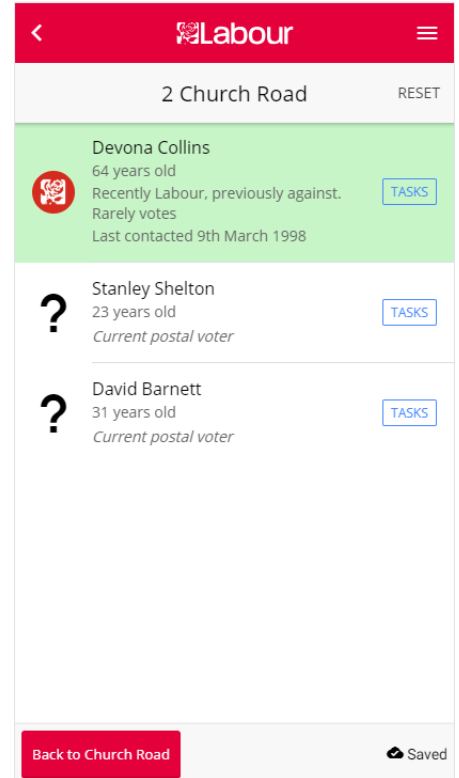 Labour
2 Church Road RESET
Devona Collins
64 years old
Recently Labour, previously against.
Rarely votes
Last contacted 9th March 1998
TASKS
?
Stanley Shelton
23 years old
Current postal voter
TASKS
?
David Barnett
31 years old
Current postal voter
TASKS
Back to Church Road
Saved